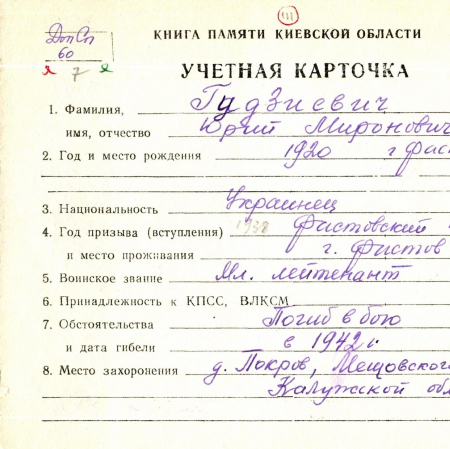 III
КНИГА ПАМЯТИ КИЕВСКОЙ ОБЛАСТИ
ДопСп
60
я 7 я
УЧЕТНАЯ КАРТОЧКА
1. Фамилия, Гудзиевич
имя, отчество Юрий Миронович
2. Год и место рождения 1920 г Фас
3. Национальность Украинец
4. Год призыва (вступления) 1938 Фастовский
и место проживания г. Фастов
5. Воинское звание Мл. лейтенант
6. Принадлежность к КПСС, ВЛКСМ
7. Обстоятельства Погиб в бою
и дата гибели в 1942 г
8. Место захоронения д. Покров, Мещовского
Калужской обл